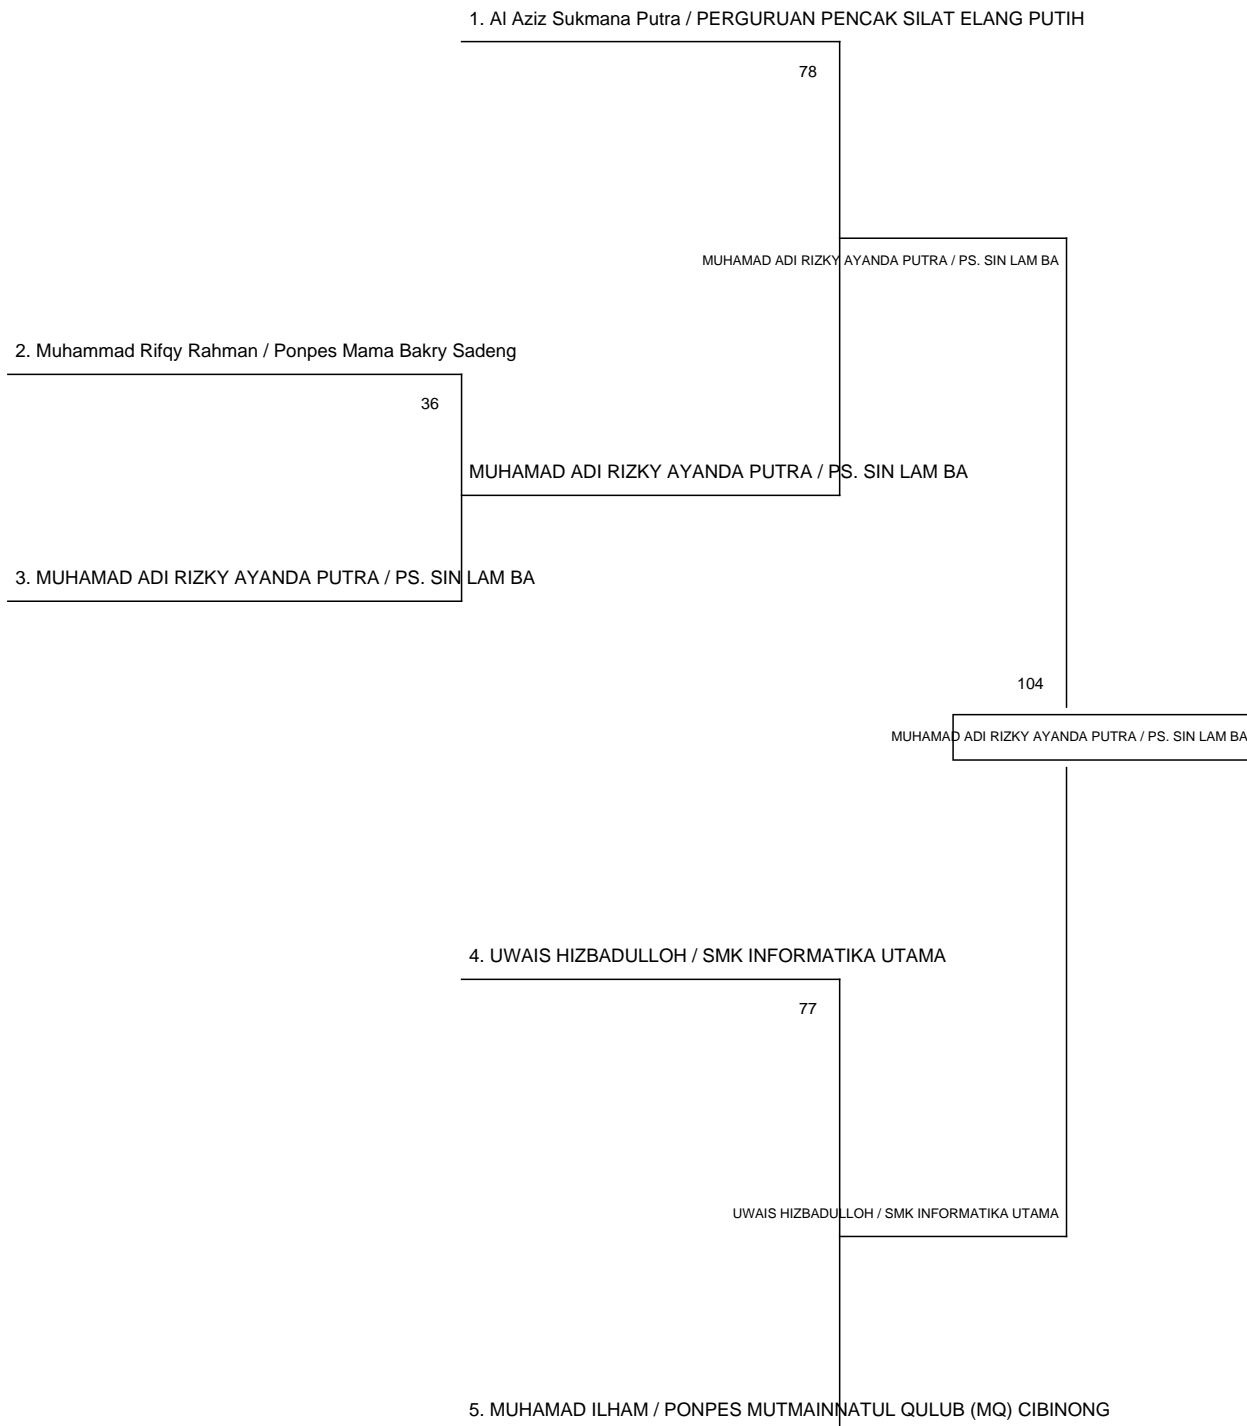 1. Al Aziz Sukmana Putra / PERGURUAN PENCAK SILAT ELANG PUTIH
78
MUHAMAD ADI RIZKY AYANDA PUTRA / PS. SIN LAM BA
2. Muhammad Rifqy Rahman / Ponpes Mama Bakry Sadeng
36
MUHAMAD ADI RIZKY AYANDA PUTRA / PS. SIN LAM BA
3. MUHAMAD ADI RIZKY AYANDA PUTRA / PS. SIN LAM BA
104
MUHAMAD ADI RIZKY AYANDA PUTRA / PS. SIN LAM BA
4. UWAIS HIZBADULLOH / SMK INFORMATIKA UTAMA
77
UWAIS HIZBADULLOH / SMK INFORMATIKA UTAMA
5. MUHAMAD ILHAM / PONPES MUTMAINNATUL QULUB (MQ) CIBINONG